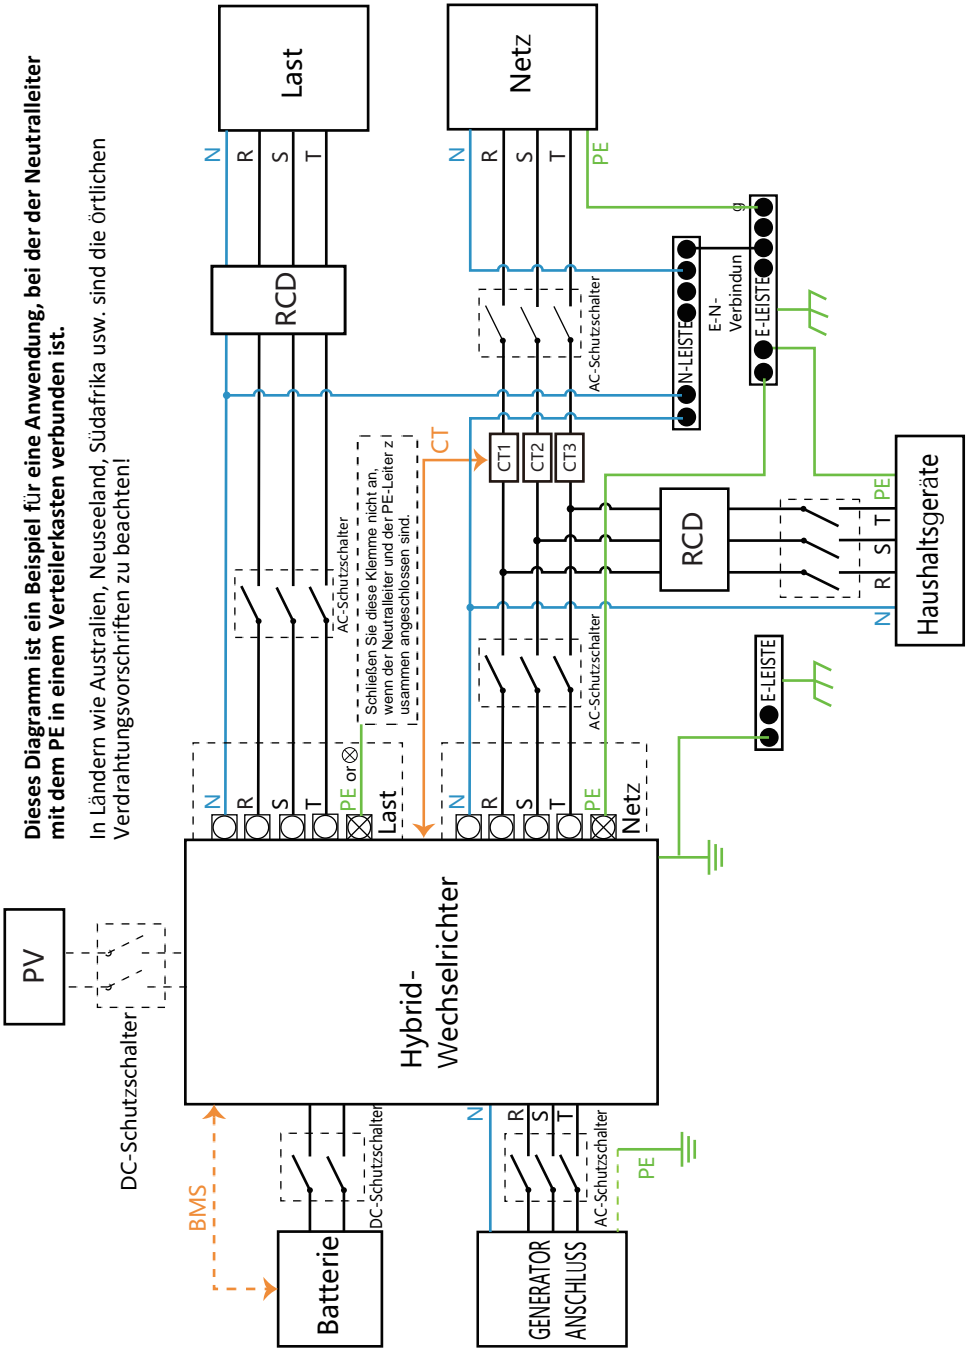 Dieses Diagramm ist ein Beispiel für eine Anwendung, bei der der Neutralleiter
mit dem PE in einem Verteilerkasten verbunden ist.
In Ländern wie Australien, Neuseeland, Südafrika usw. sind die Örtlichen
Verdrahtungsvorschriften zu beachten!
PV
DC-Schutzschalter
BMS
Batterie
DC-Schutzschalter
Hybrid-
Wechselrichter
N
R
S
T
PE or
Last
AC-Schutzschalter
RCD
N
R
S
T
Last
Schließen Sie diese Klemme nicht an,
wenn der Neutralleiter und der PE-Leiter z
usammen angeschlossen sind.
CT
N
R
S
T
PE
Netz
AC-Schutzschalter
CT1
CT2
CT3
AC-Schutzschalter
N
R
S
T
PE
Netz
N-LEISTE
E-N-
Verbindun
g
E-LEISTE
RCD
N
R
S
T
PE
Haushaltsgeräte
E-LEISTE
GENERATOR
ANSCHLUSS
N
R
S
T
AC-Schutzschalter
PE